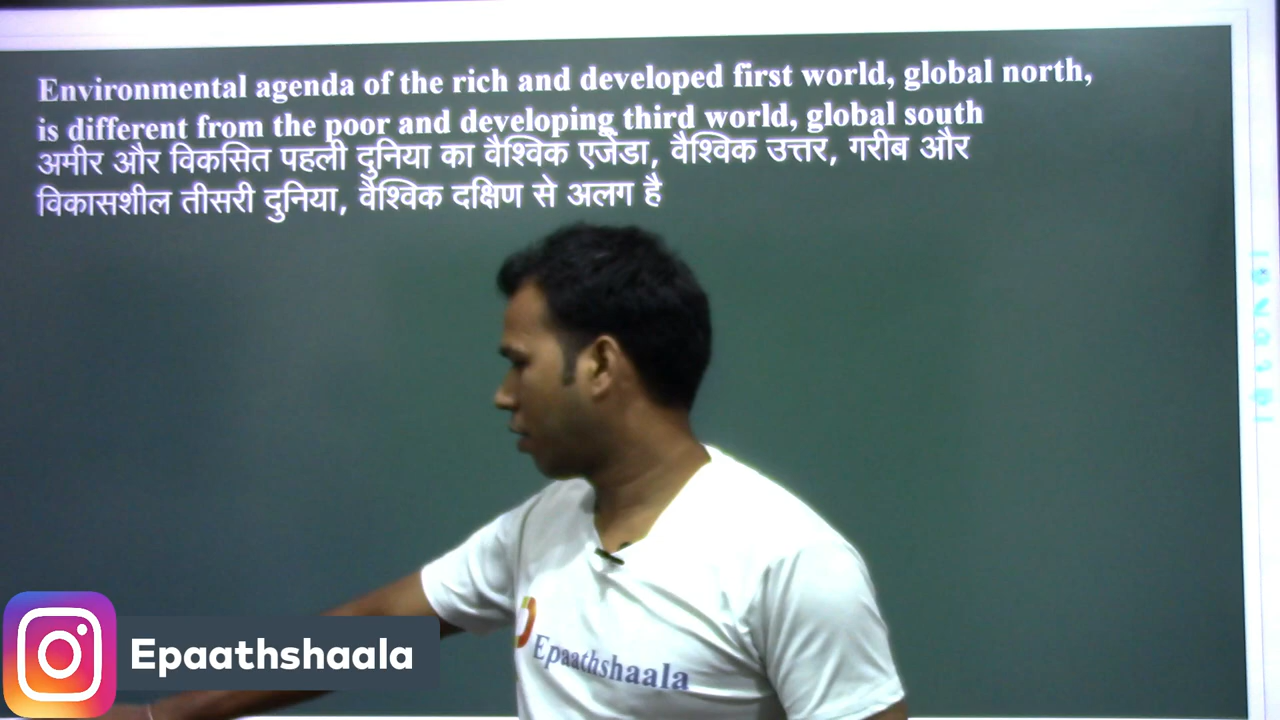 Environmental agenda of the rich and developed first world, global north,
is different from the poor and developing third world, global south
अमीर और विकसित पहली दुनिया का वैश्विक एजेंडा, वैश्विक उत्तर, गरीब और
विकासशील तीसरी दुनिया, वैश्विक दक्षिण से अलग है
Epaathshaala
Epaathshaala